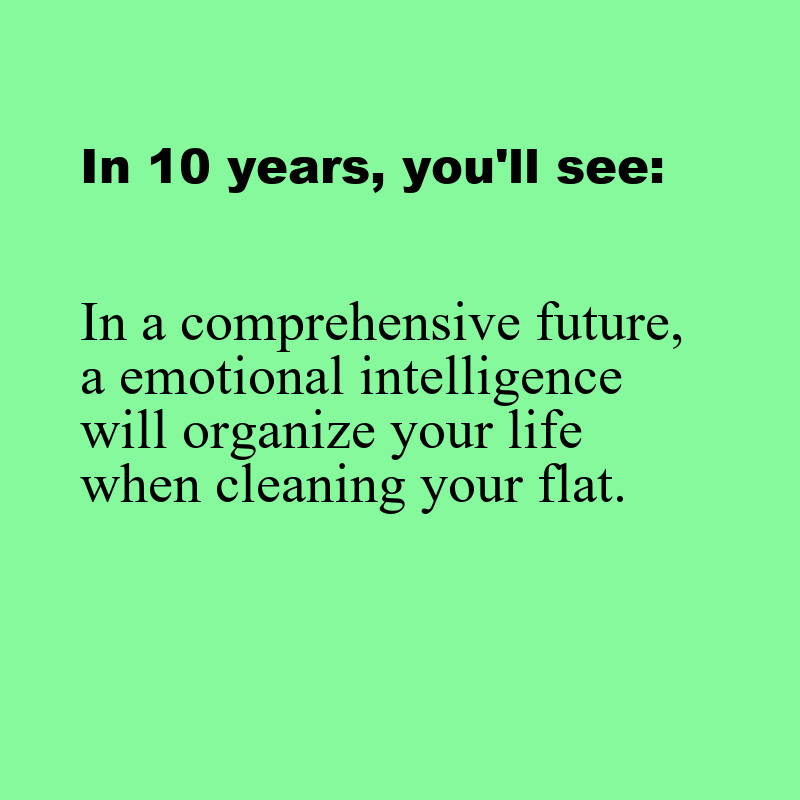 In 10 years, you'll see:
In a comprehensive future,
a emotional intelligence
will organize your life
when cleaning your flat.